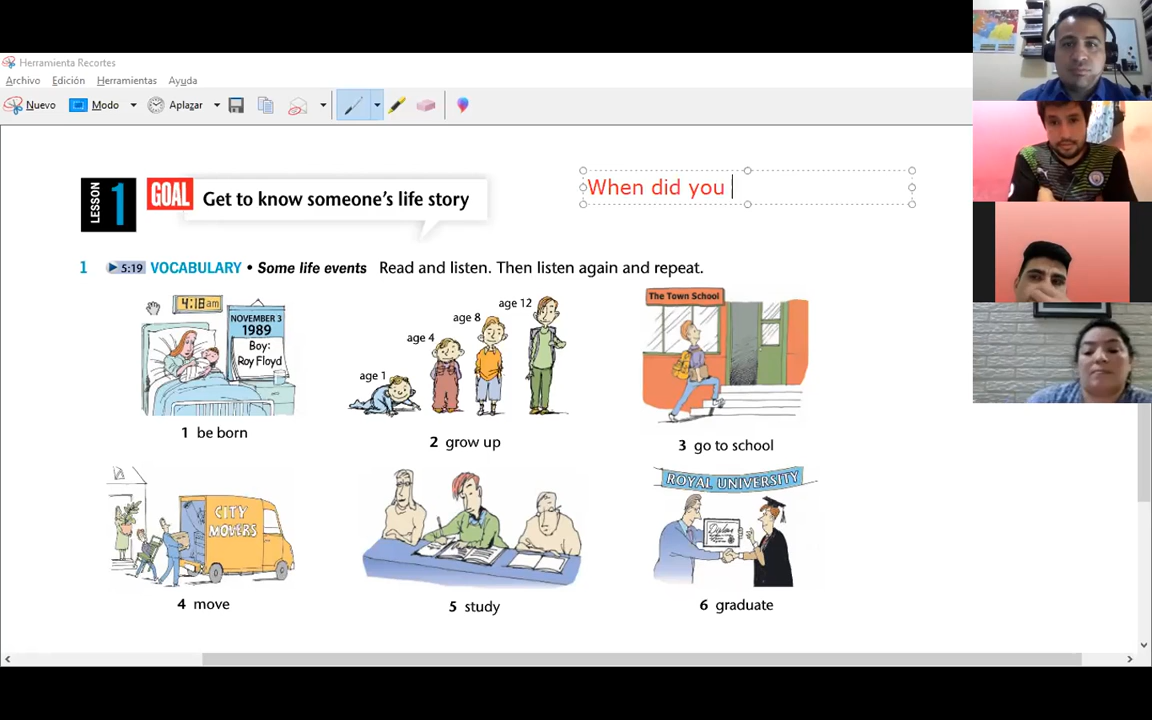 Herramienta Recortes
Archivo Edición Herramientas Ayuda
Nuevo Modo Aplazar
LESSON 1 GOAL Get to know someone's life story
When did you
1 5:19 VOCABULARY • Some life events Read and listen. Then listen again and repeat.
4:18am
NOVEMBER 3
1989
Boy:
Roy Floyd
age 1
age 4
age 8
age 12
The Town School
1 be born
2 grow up
3 go to school
CITY
MOVERS
ROYAL UNIVERSITY
Diploma
4 move
5 study
6 graduate